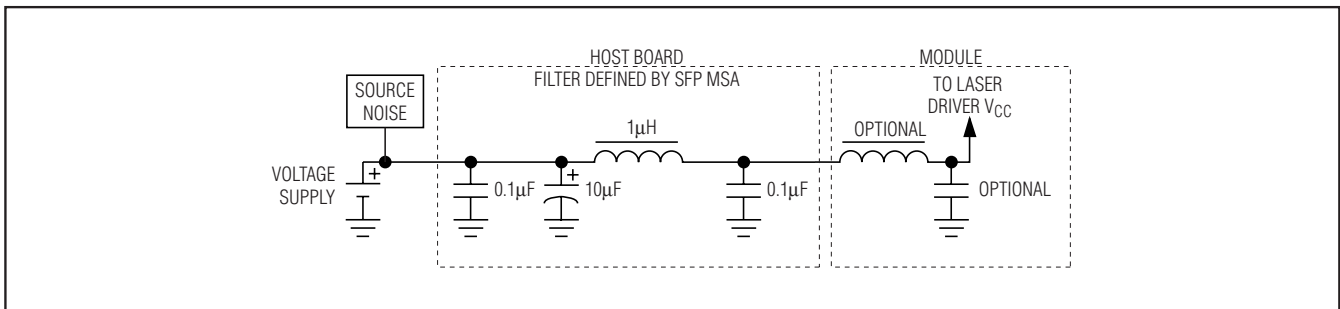 HOST BOARD
FILTER DEFINED BY SFP MSA
MODULE
SOURCE
NOISE
TO LASER
DRIVER VCC
1μH
OPTIONAL
VOLTAGE
SUPPLY
+
0.1μF
+
10μF
0.1μF
OPTIONAL